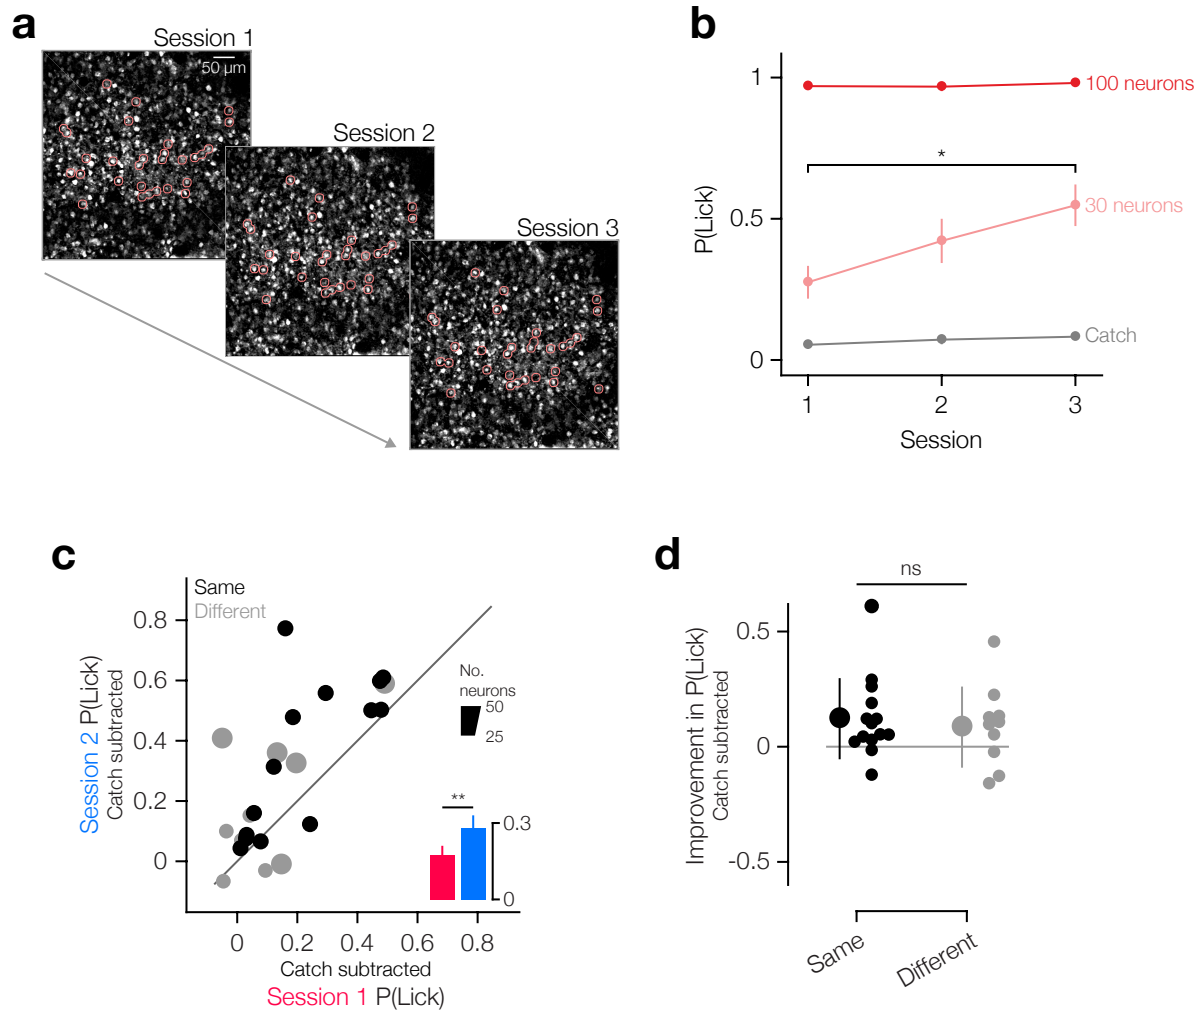 a
Session 1
50 µm
Session 2
Session 3
b
1
0.5
0
P(Lick)
100 neurons
*
30 neurons
Catch
1 2 3
Session
c
Same
Different
0.8
0.6
0.4
0.2
0
Session 2 P(Lick)
Catch subtracted
No.
neurons
50
25
**
0.3
0
0 0.2 0.4 0.6 0.8
Catch subtracted
Session 1 P(Lick)
d
ns
0.5
0
-0.5
Improvement in P(Lick)
Catch subtracted
Same
Different